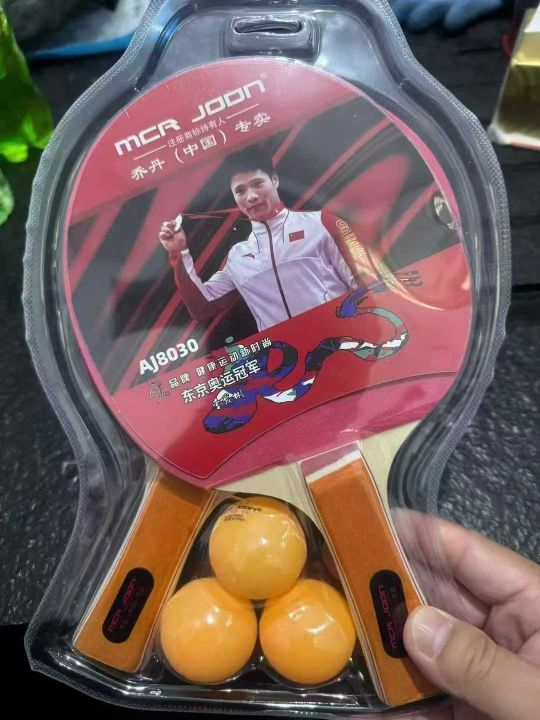 MCR JOON®
注册商标持有人
乔丹（中国）专卖
CHINA
AJ8030
品牌 健康运动新时尚
东京奥运冠军
MCR JOON
MCR JOON